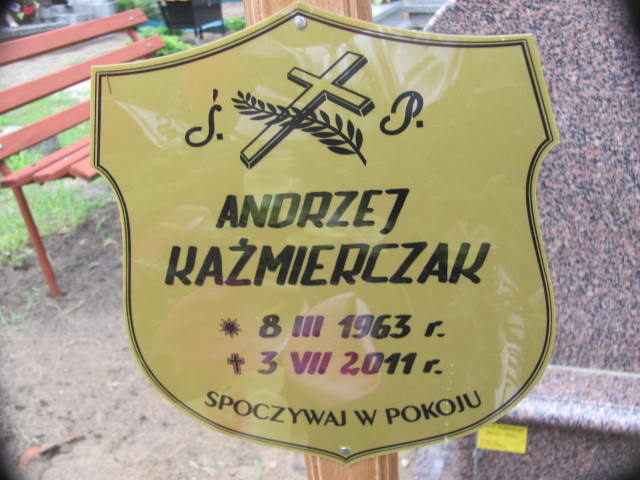 Ś. P.
ANDRZEJ
KAŹMIERCZAK
8 III 1963 r.
3 VII 2011 r.
SPOCZYWAJ W POKOJU